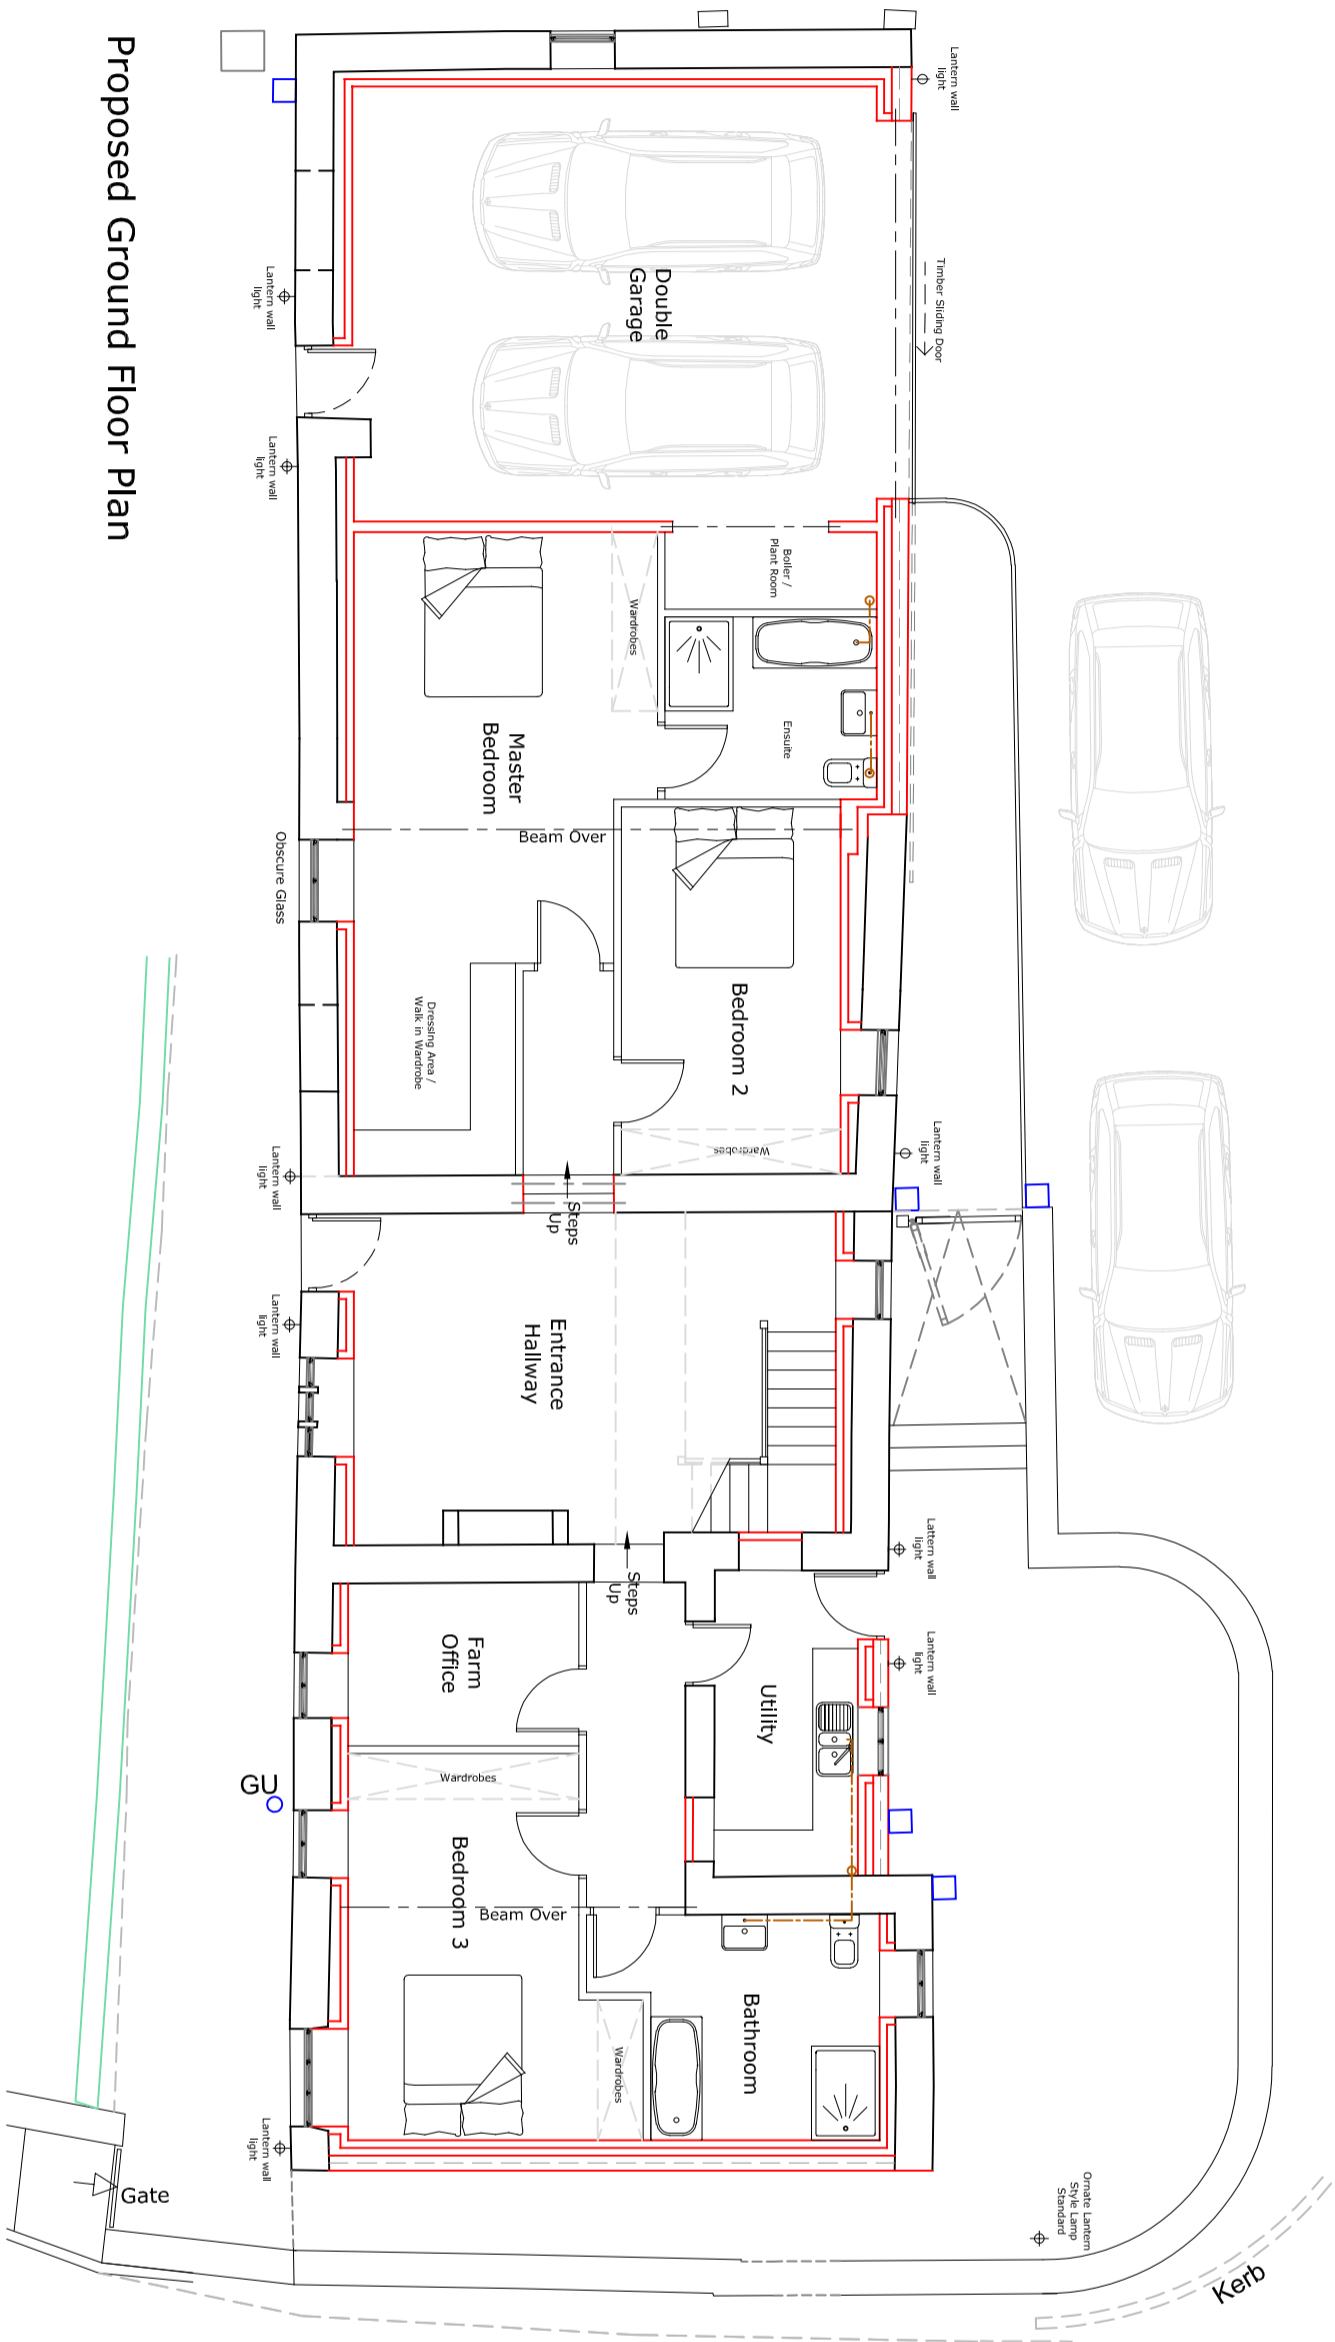 Proposed Ground Floor Plan
Lantern wall
light
Timber Sliding Door
Double
Garage
Lantern wall
light
Lantern wall
light
Boiler /
Plant Room
Wardrobes
Ensuite
Master
Bedroom
Beam Over
Obscure Glass
Bedroom 2
Dressing Area /
Walk in Wardrobe
Wardrobes
Lantern wall
light
Lantern wall
light
Steps
Up
Entrance
Hallway
Lantern wall
light
Lattern wall
light
Steps
Up
Farm
Office
Utility
Lantern wall
light
Wardrobes
GU
Bedroom 3
Beam Over
Bathroom
Wardrobes
Lantern wall
light
Gate
Ornate Lantern
Style Lamp
Standard
Kerb